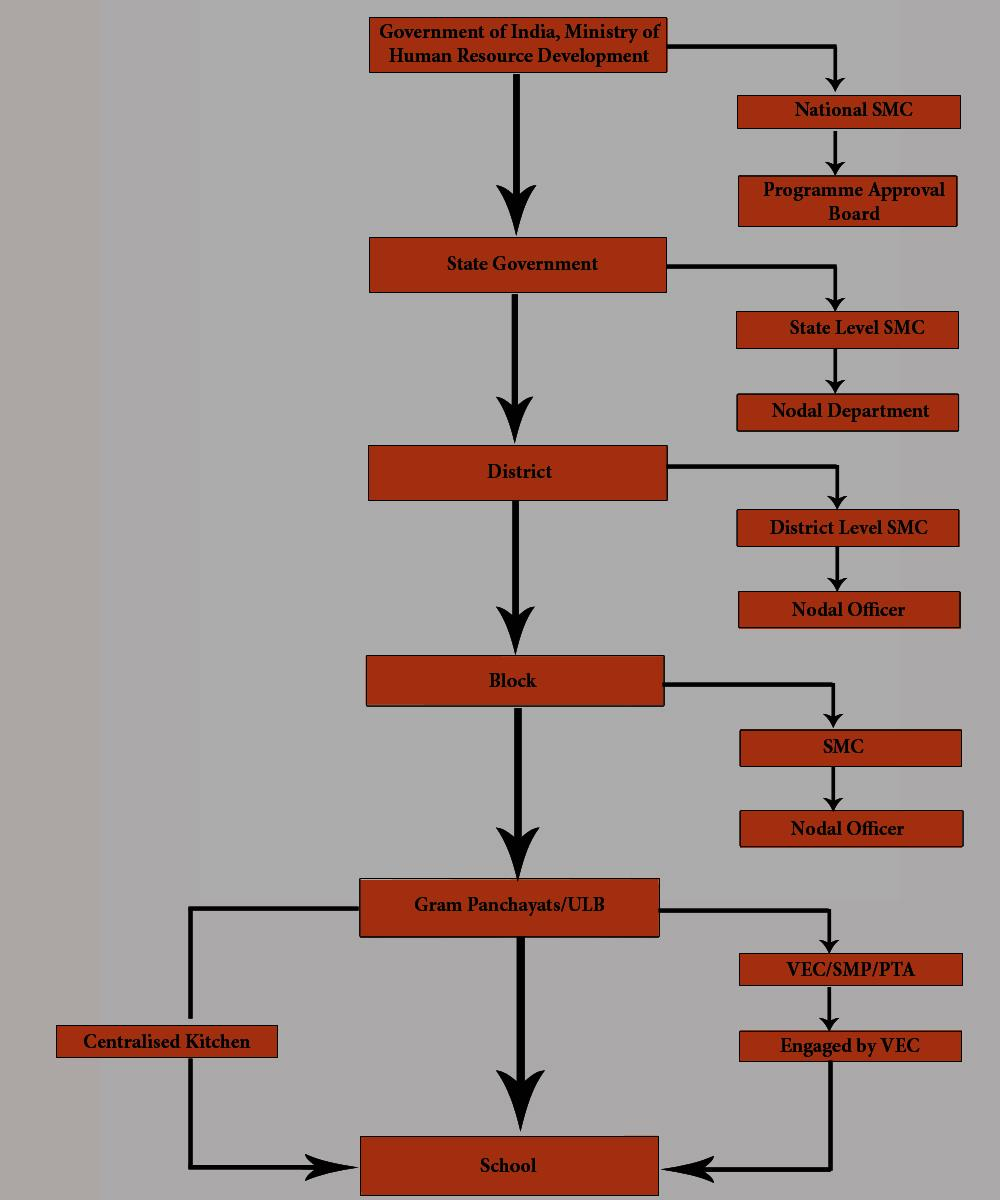 Government of India, Ministry of
Human Resource Development
National SMC
Programme Approval
Board
State Government
State Level SMC
Nodal Department
District
District Level SMC
Nodal Officer
Block
SMC
Nodal Officer
Gram Panchayats/ULB
VEC/SMP/PTA
Centralised Kitchen
Engaged by VEC
School